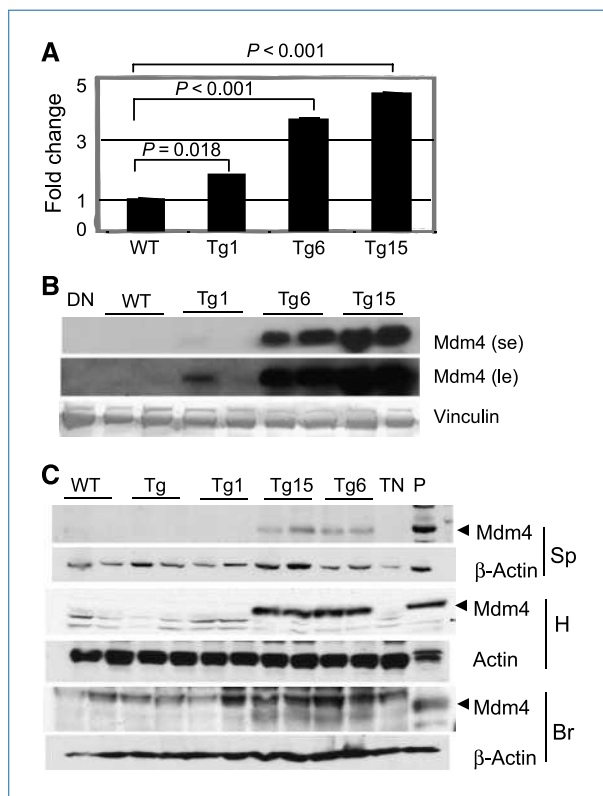 A
P < 0.001
P < 0.001
P = 0.018
Fold change
5
3
1
0
WT Tg1 Tg6 Tg15
B
DN WT Tg1 Tg6 Tg15
Mdm4 (se)
Mdm4 (le)
Vinculin
C
WT Tg Tg1 Tg15 Tg6 TN P
Mdm4
Sp
β-Actin
Mdm4
H
Actin
Mdm4
Br
β-Actin